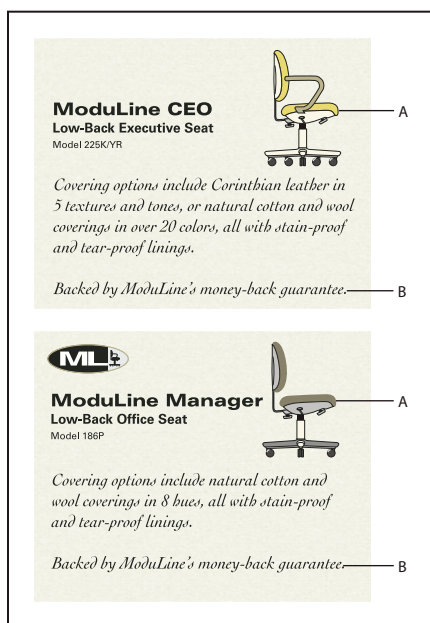 ModuLine CEO
Low-Back Executive Seat
Model 225K/YR
A
Covering options include Corinthian leather in
5 textures and tones, or natural cotton and wool
coverings in over 20 colors, all with stain-proof
and tear-proof linings.
Backed by ModuLine's money-back guarantee.
B
ML
ModuLine Manager
Low-Back Office Seat
Model 186P
A
Covering options include natural cotton and
wool coverings in 8 hues, all with stain-proof
and tear-proof linings.
Backed by ModuLine's money-back guarantee.
B